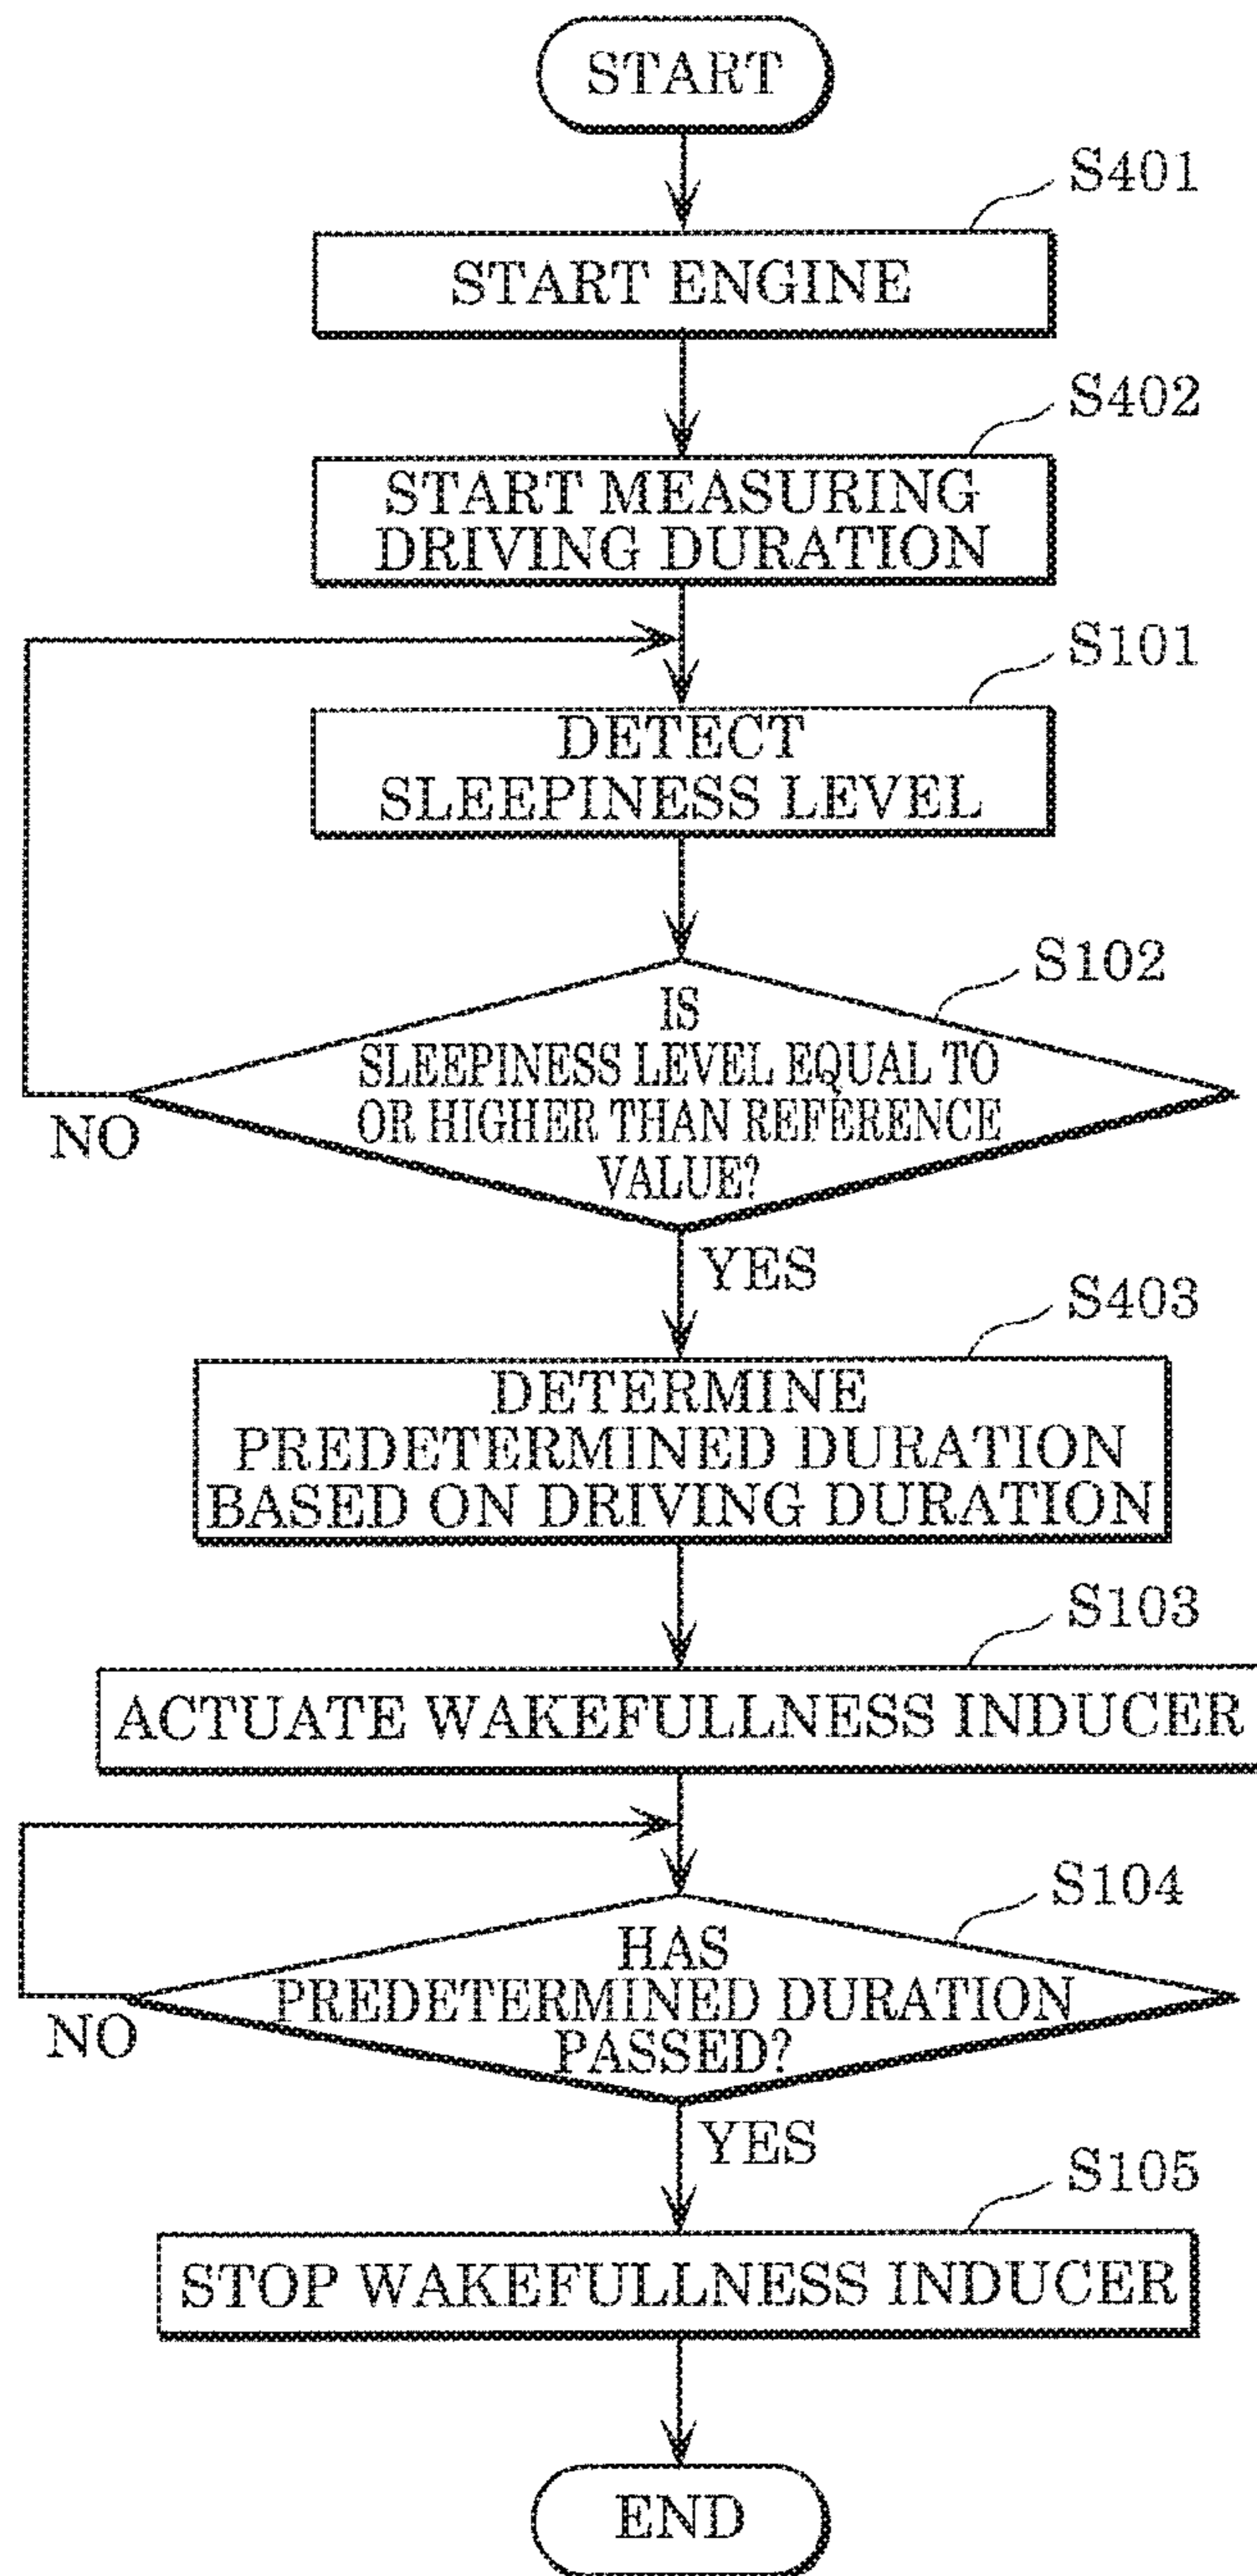 START
S401
START ENGINE
S402
START MEASURING
DRIVING DURATION
S101
DETECT
SLEEPINESS LEVEL
S102
IS
SLEEPINESS LEVEL EQUAL TO
OR HIGHER THAN REFERENCE
VALUE?
NO
YES
S403
DETERMINE
PREDETERMINED DURATION
BASED ON DRIVING DURATION
S103
ACTUATE WAKEFULLNESS INDUCER
S104
HAS
PREDETERMINED DURATION
PASSED?
NO
YES
S105
STOP WAKEFULLNESS INDUCER
END